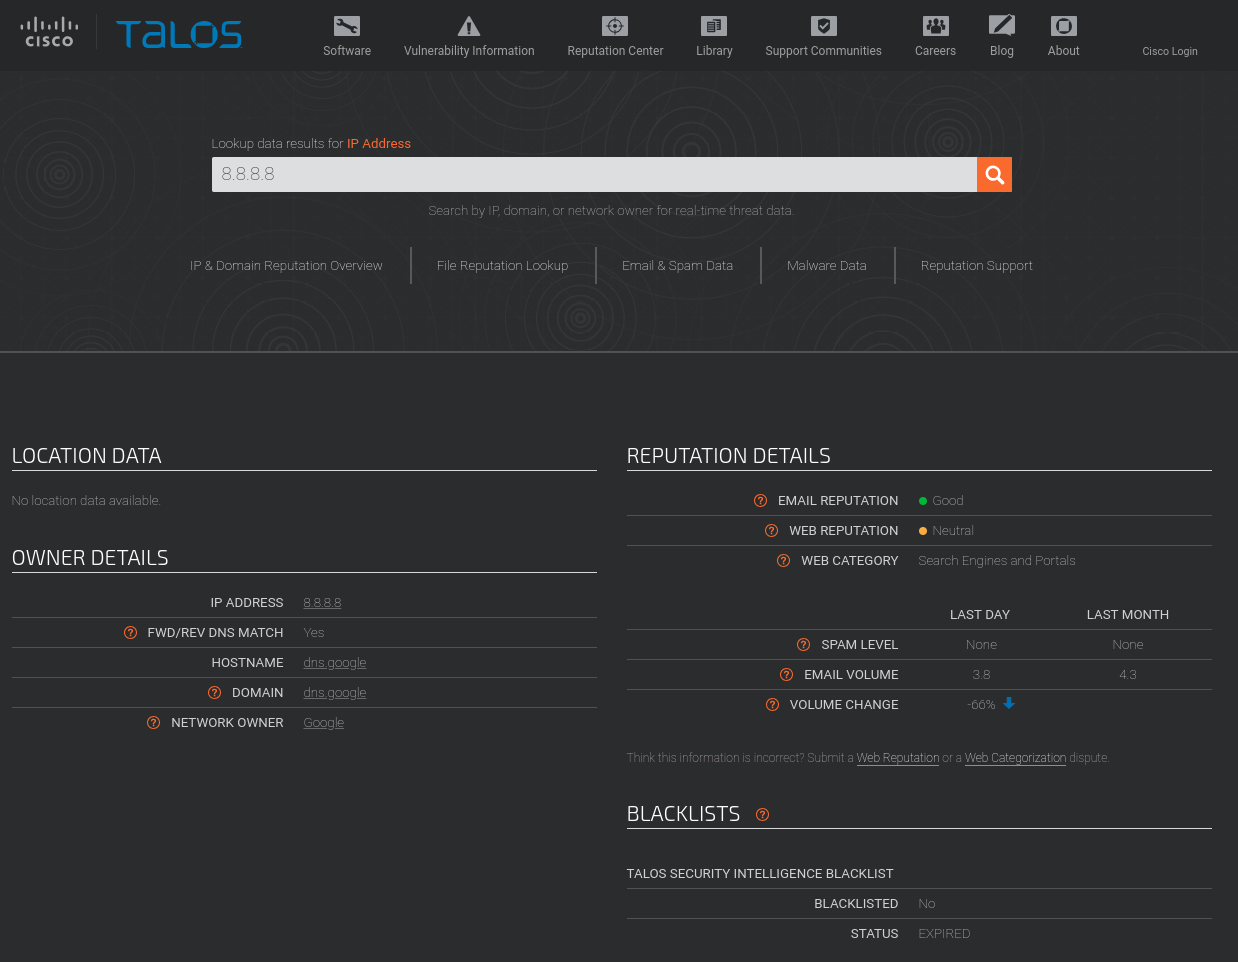 CISCO
TALOS
Software Vulnerability Information Reputation Center Library Support Communities Careers Blog About Cisco Login
Lookup data results for IP Address
8.8.8.8
Search by IP, domain, or network owner for real-time threat data.
IP & Domain Reputation Overview File Reputation Lookup Email & Spam Data Malware Data Reputation Support
LOCATION DATA
No location data available.
OWNER DETAILS
IP ADDRESS 8.8.8.8
? FWD/REV DNS MATCH Yes
HOSTNAME dns.google
? DOMAIN dns.google
? NETWORK OWNER Google
REPUTATION DETAILS
? EMAIL REPUTATION Good
? WEB REPUTATION Neutral
? WEB CATEGORY Search Engines and Portals
LAST DAY LAST MONTH
? SPAM LEVEL None None
? EMAIL VOLUME 3.8 4.3
? VOLUME CHANGE -66%
Think this information is incorrect? Submit a Web Reputation or a Web Categorization dispute.
BLACKLISTS ?
TALOS SECURITY INTELLIGENCE BLACKLIST
BLACKLISTED No
STATUS EXPIRED